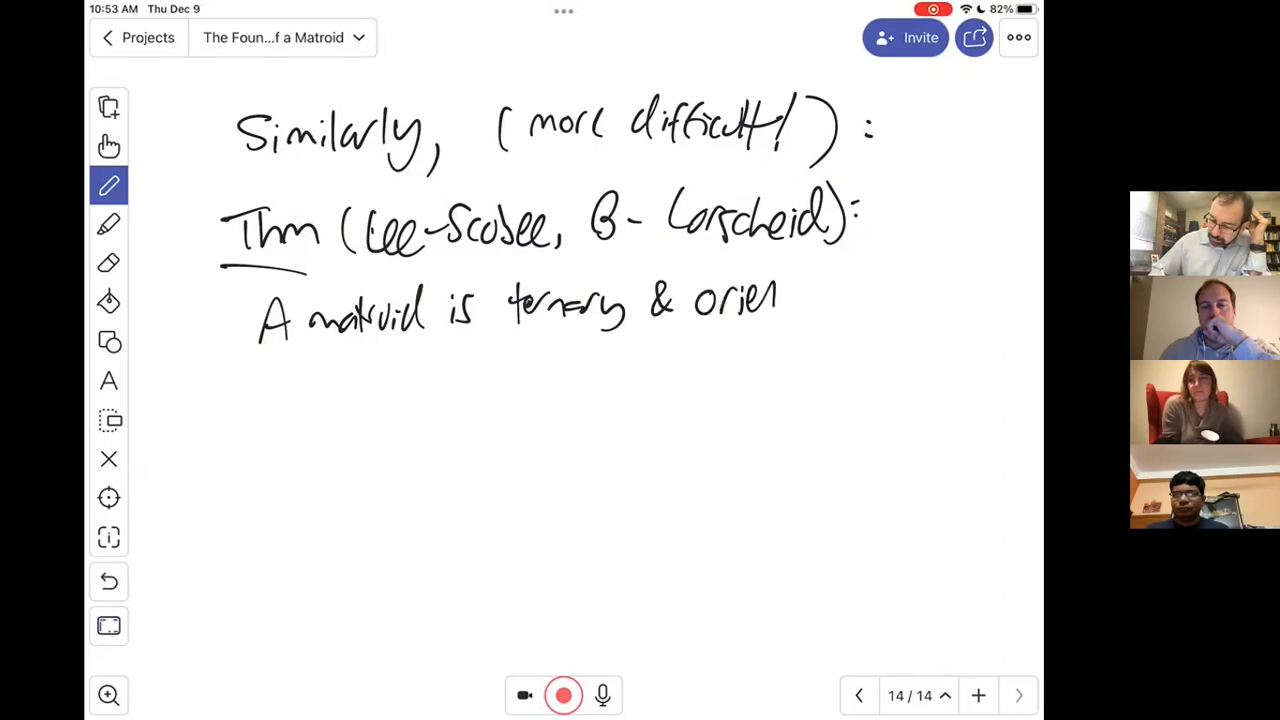 10:53 AM Thu Dec 9
82%
Projects
The Foun...f a Matroid
Invite
Similarly, (more difficult!):
Thm (Lee-Scobee, B-Lorscheid):
A matroid is ternary & orien
A
14 / 14